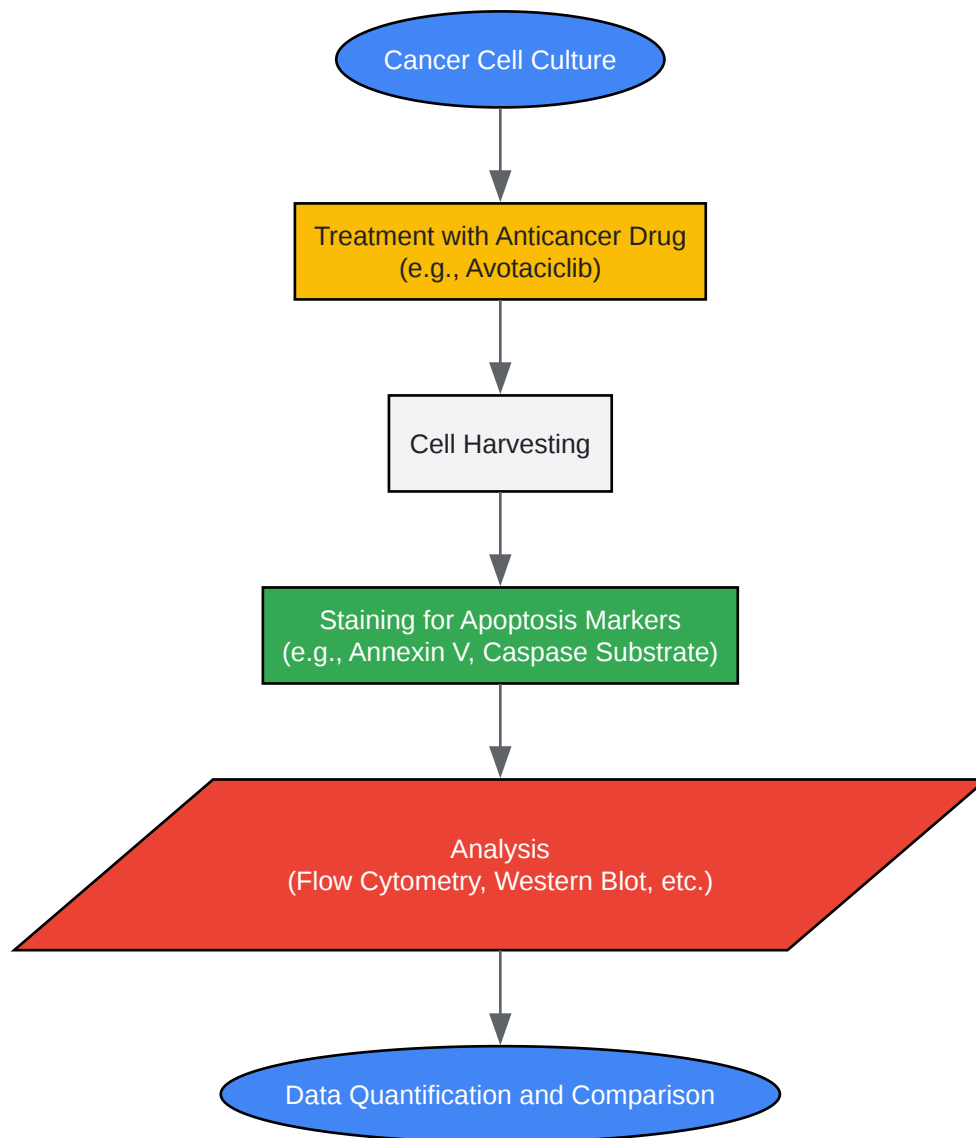 Cancer Cell Culture
Treatment with Anticancer Drug
(e.g., Avotaciclib)
Cell Harvesting
Staining for Apoptosis Markers
(e.g., Annexin V, Caspase Substrate)
Analysis
(Flow Cytometry, Western Blot, etc.)
Data Quantification and Comparison